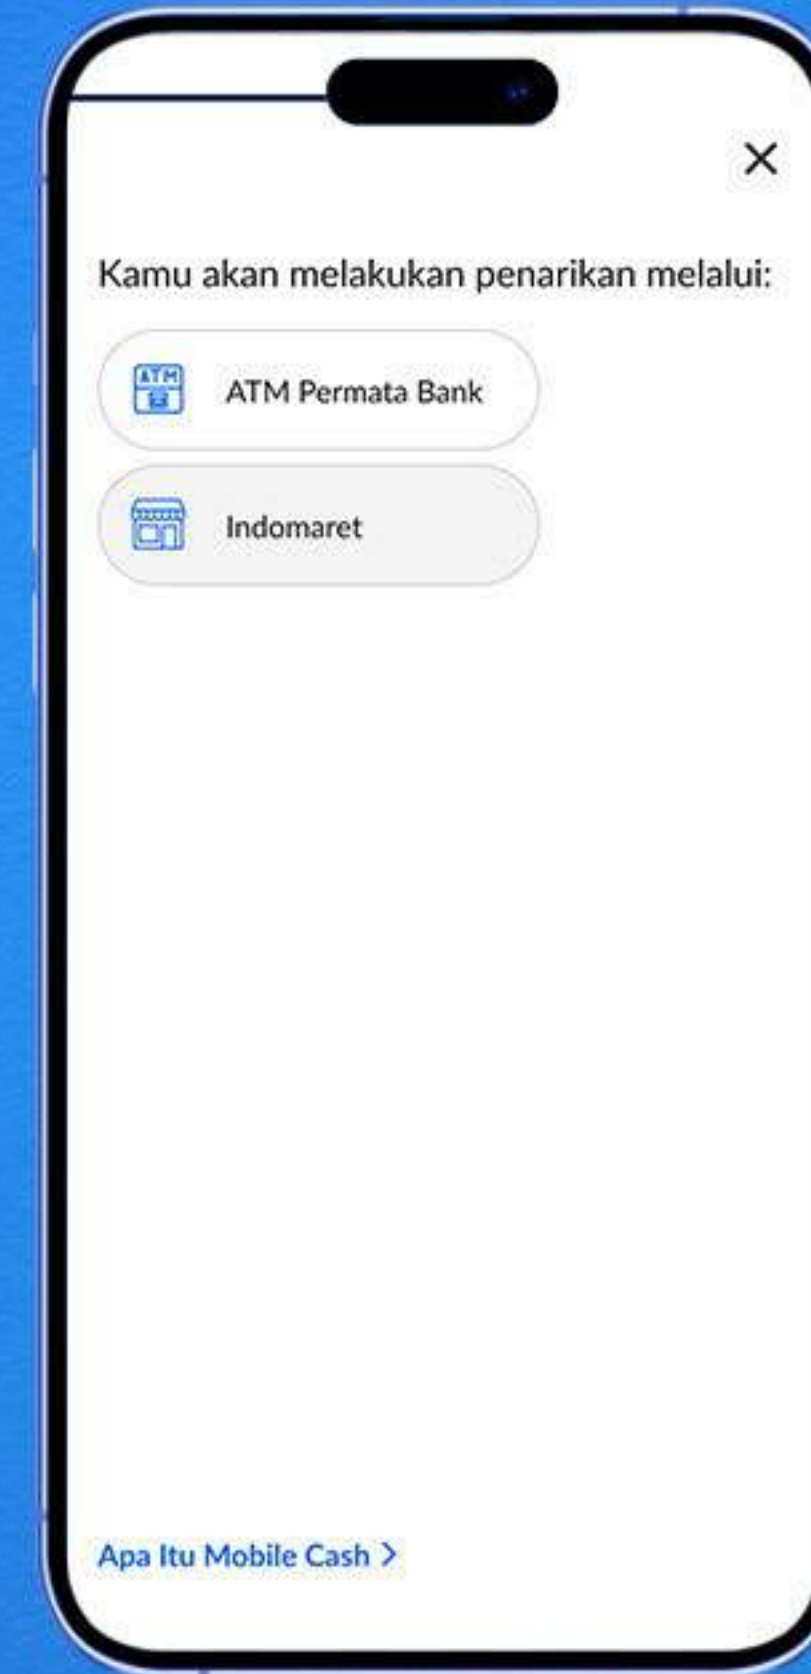 Kamu akan melakukan penarikan melalui:
ATM
ATM Permata Bank
Indomaret
Apa Itu Mobile Cash >